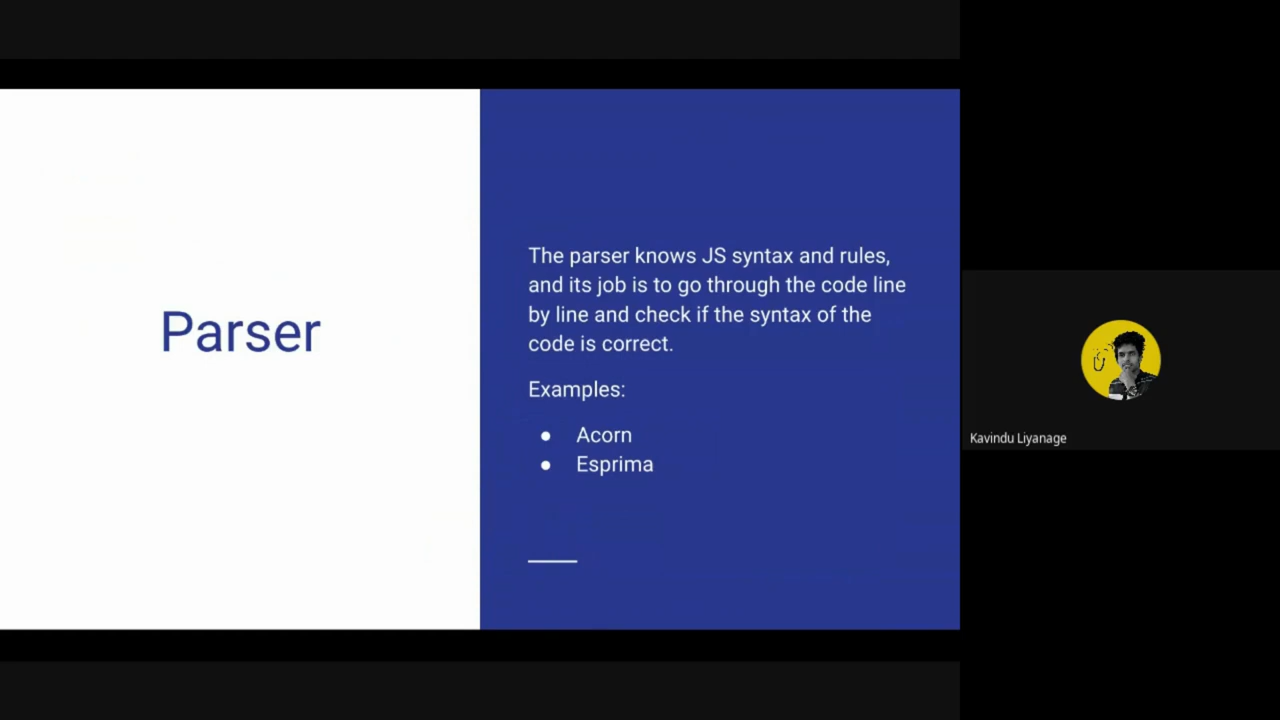 Parser
The parser knows JS syntax and rules,
and its job is to go through the code line
by line and check if the syntax of the
code is correct.
Examples:
● Acorn
● Esprima
Kavindu Liyanage